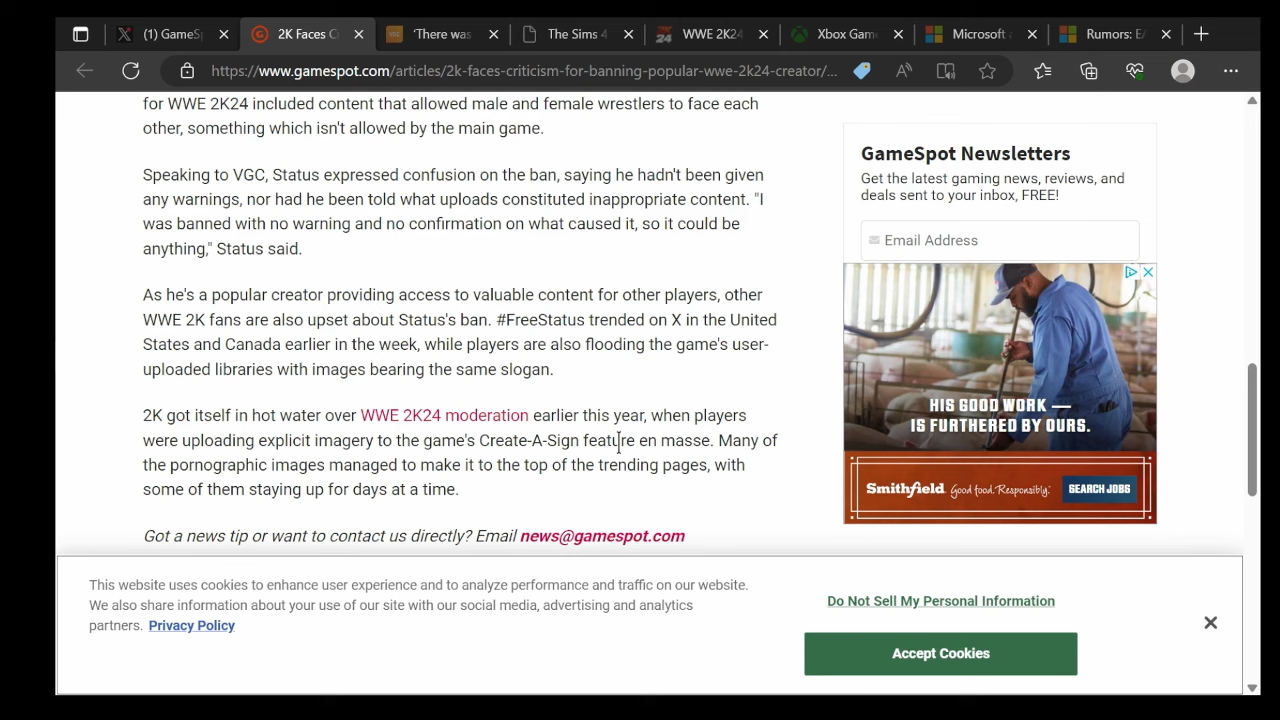 (1) GameSp
2K Faces C
'There was
The Sims 4
WWE 2K24
Xbox Game
Microsoft a
Rumors: EA
https://www.gamespot.com/articles/2k-faces-criticism-for-banning-popular-wwe-2k24-creator/...
for WWE 2K24 included content that allowed male and female wrestlers to face each
other, something which isn't allowed by the main game.
Speaking to VGC, Status expressed confusion on the ban, saying he hadn't been given
any warnings, nor had he been told what uploads constituted inappropriate content. "I
was banned with no warning and no confirmation on what caused it, so it could be
anything," Status said.
As he's a popular creator providing access to valuable content for other players, other
WWE 2K fans are also upset about Status's ban. #FreeStatus trended on X in the United
States and Canada earlier in the week, while players are also flooding the game's user-
uploaded libraries with images bearing the same slogan.
2K got itself in hot water over WWE 2K24 moderation earlier this year, when players
were uploading explicit imagery to the game's Create-A-Sign feature en masse. Many of
the pornographic images managed to make it to the top of the trending pages, with
some of them staying up for days at a time.
Got a news tip or want to contact us directly? Email news@gamespot.com
GameSpot Newsletters
Get the latest gaming news, reviews, and
deals sent to your inbox, FREE!
Email Address
HIS GOOD WORK —
IS FURTHERED BY OURS.
Smithfield Good food. Responsibly. SEARCH JOBS
This website uses cookies to enhance user experience and to analyze performance and traffic on our website.
We also share information about your use of our site with our social media, advertising and analytics
partners. Privacy Policy
Do Not Sell My Personal Information
Accept Cookies